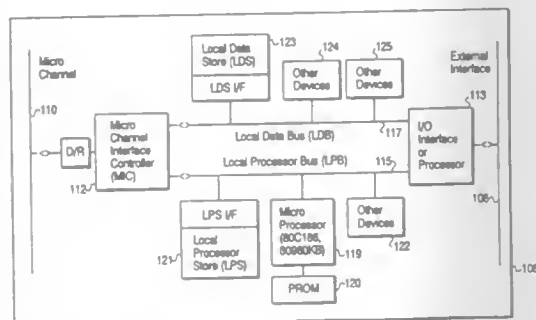 Micro
Channel
110
D/R
Micro
Channel
Interface
Controller
(MIC)
112
Local Data
Store (LDS)
LDS I/F
123
124
Other
Devices
125
Other
Devices
Local Data Bus (LDB)
117
Local Processor Bus (LPB)
115
External
Interface
113
I/O
Interface
or
Processor
106
LPS I/F
Local
Processor
Store (LPS)
121
Micro
Processor
(80C186,
80960KB)
119
PROM
120
Other
Devices
122
108